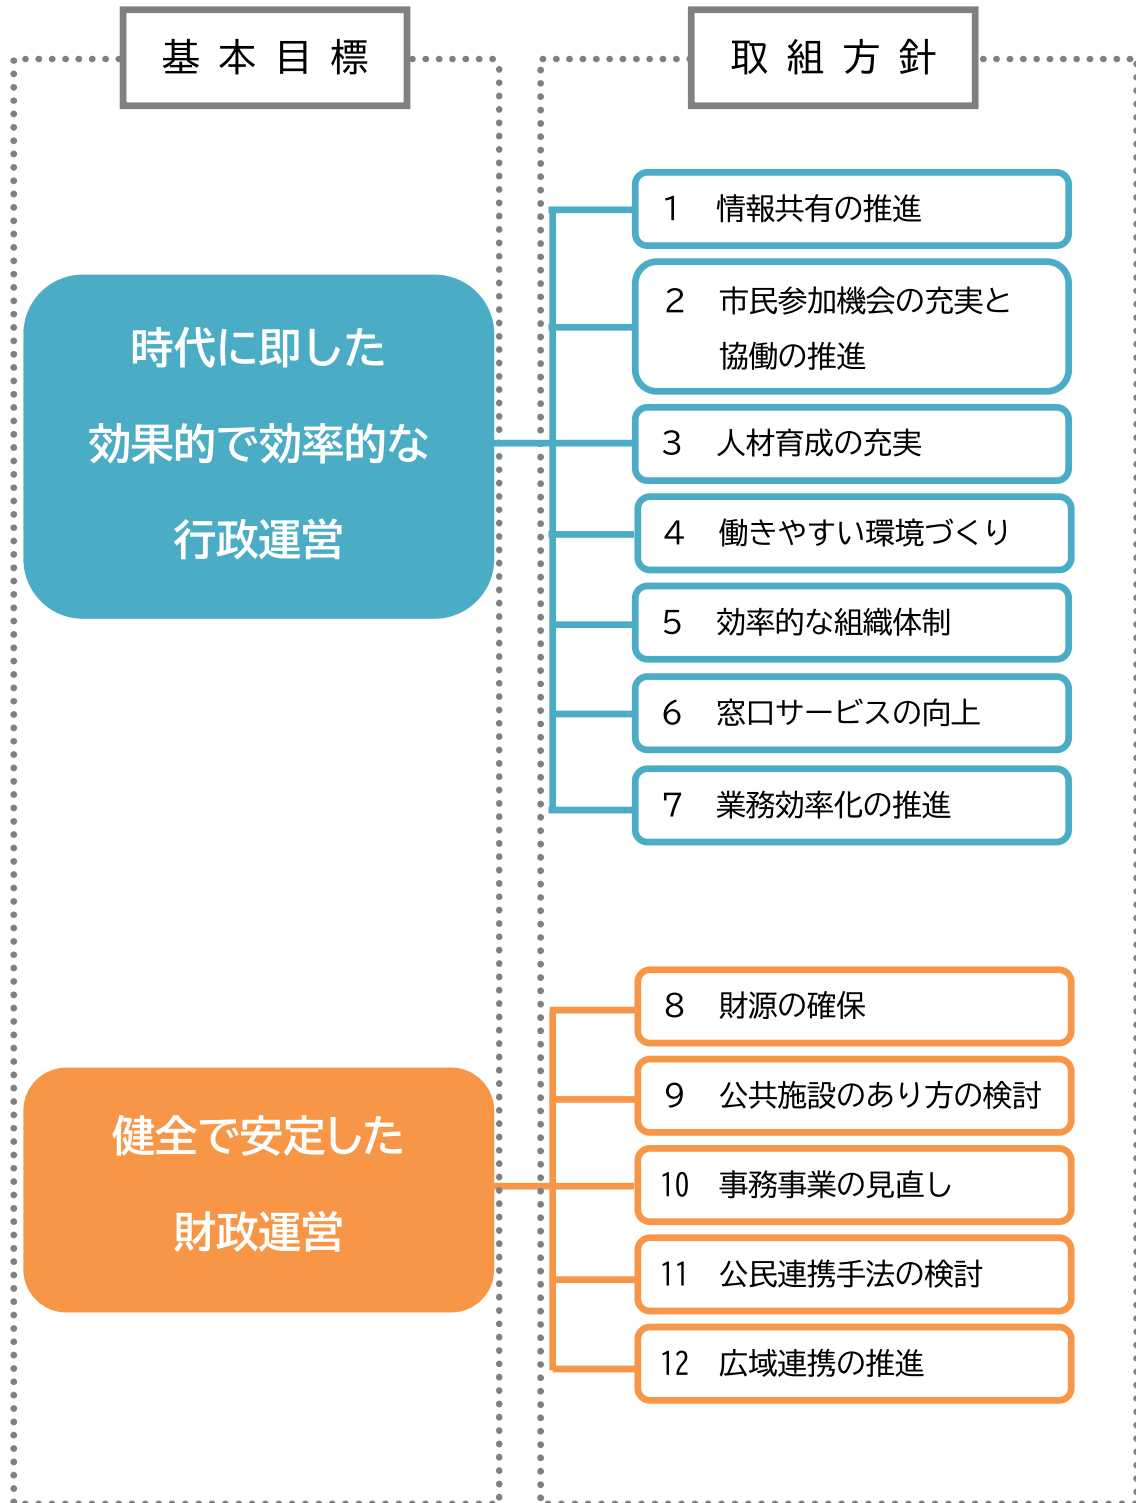 基本目標
取組方針
時代に即した
効果的で効率的な
行政運営
1 情報共有の推進
2 市民参加機会の充実と
協働の推進
3 人材育成の充実
4 働きやすい環境づくり
5 効率的な組織体制
6 窓口サービスの向上
7 業務効率化の推進
健全で安定した
財政運営
8 財源の確保
9 公共施設のあり方の検討
10 事務事業の見直し
11 公民連携手法の検討
12 広域連携の推進